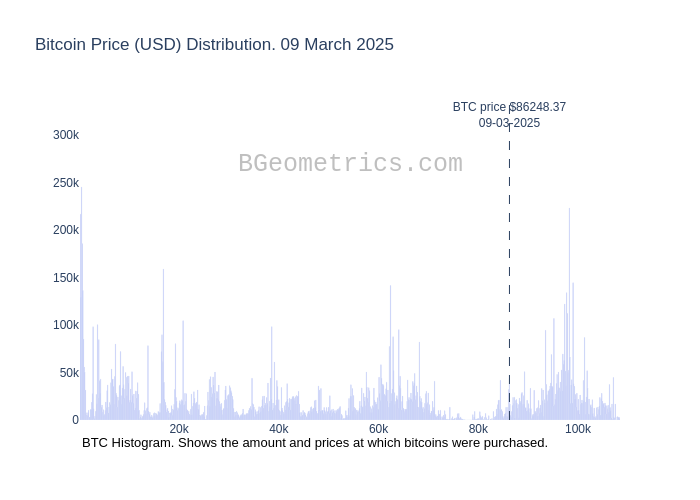 Bitcoin Price (USD) Distribution. 09 March 2025
BTC price $86248.37
09-03-2025
300k
BGeometrics.com
250k
200k
150k
100k
50k
0
20k 40k 60k 80k 100k
BTC Histogram. Shows the amount and prices at which bitcoins were purchased.